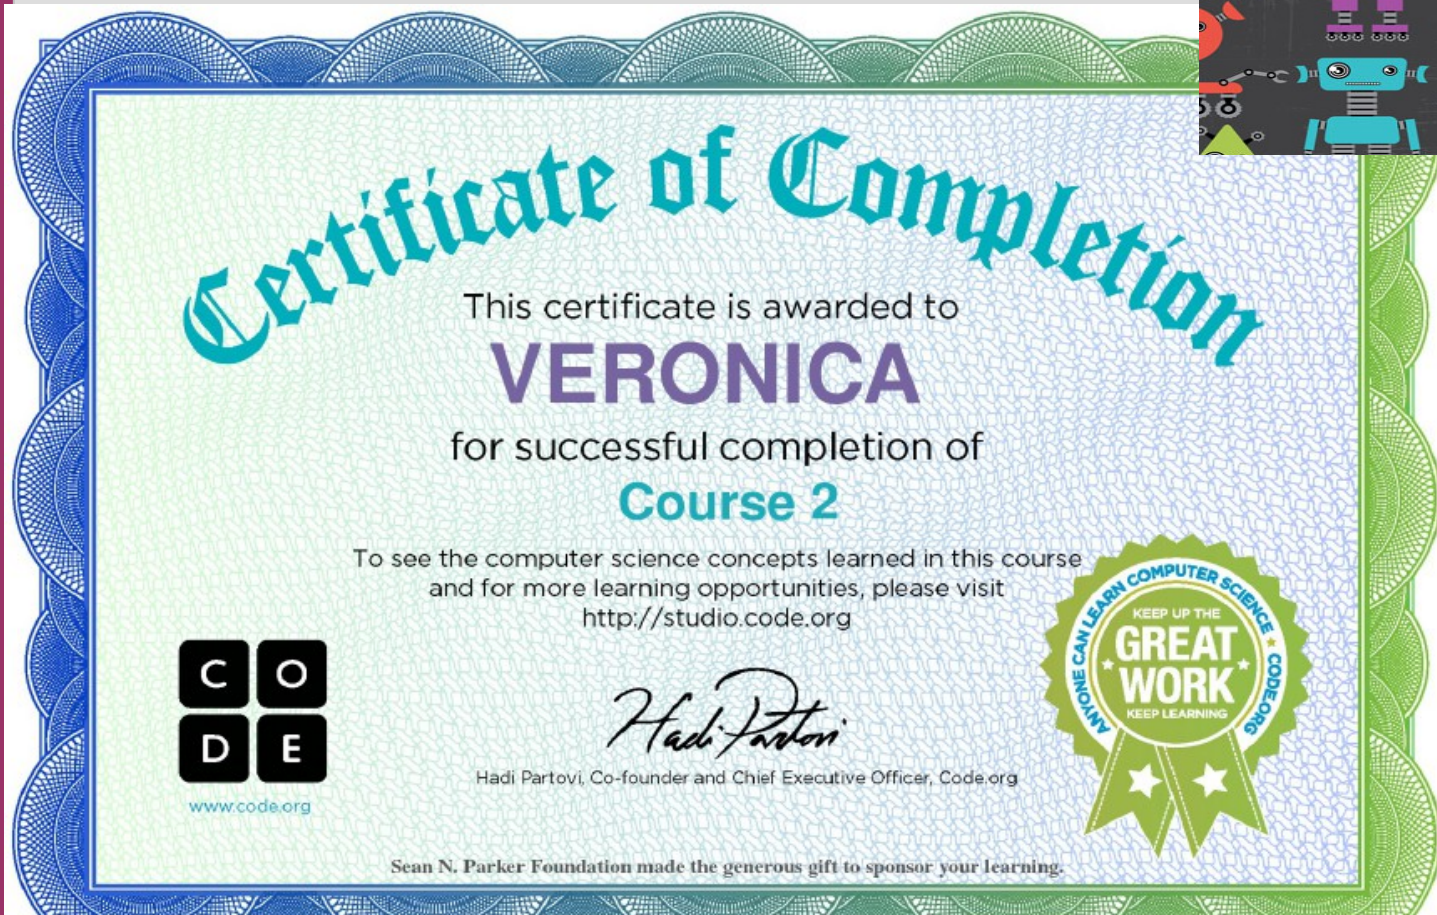 Certificate of Completion
This certificate is awarded to
VERONICA
for successful completion of
Course 2
To see the computer science concepts learned in this course
and for more learning opportunities, please visit
http://studio.code.org
ANYONE CAN LEARN COMPUTER SCIENCE ★ CODE.ORG
KEEP UP THE
GREAT
WORK
KEEP LEARNING
C O
D E
www.code.org
Hadi Partovi
Hadi Partovi, Co-founder and Chief Executive Officer, Code.org
Sean N. Parker Foundation made the generous gift to sponsor your learning.